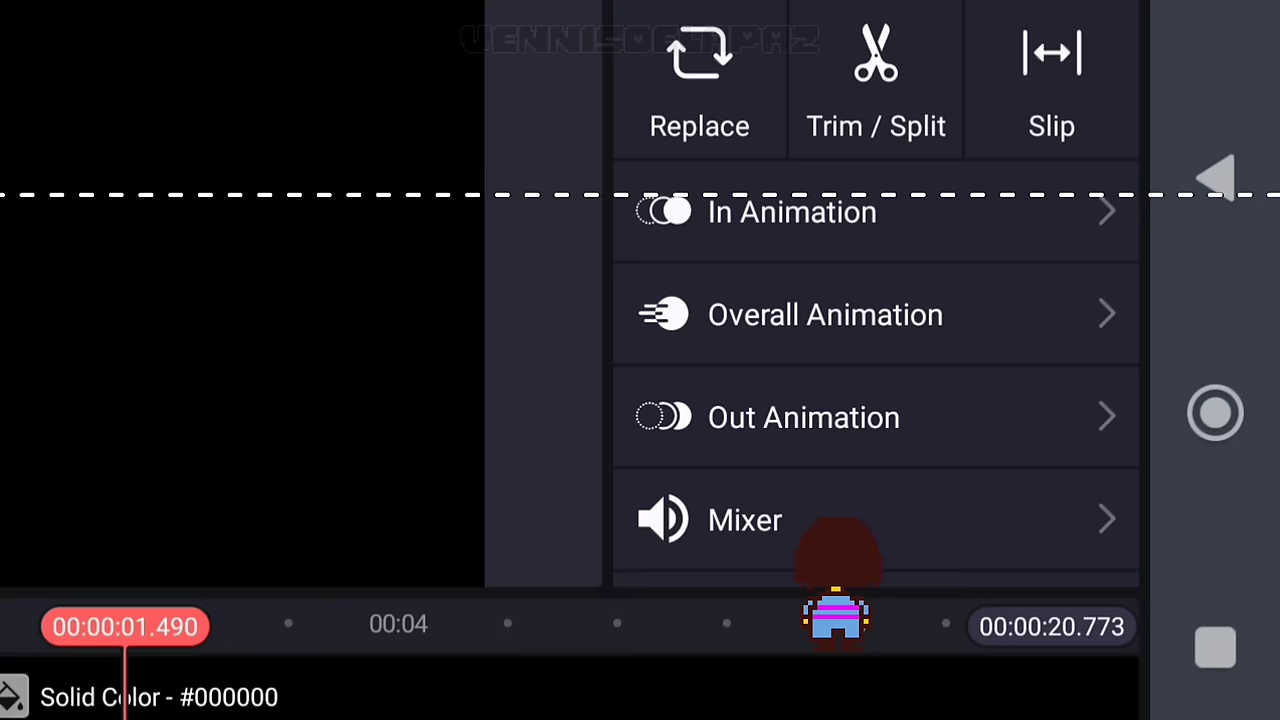 VENNISDELAPAZ
Replace
Trim / Split
Slip
In Animation
Overall Animation
Out Animation
Mixer
00:00:01.490
00:04
00:00:20.773
Solid Color - #000000